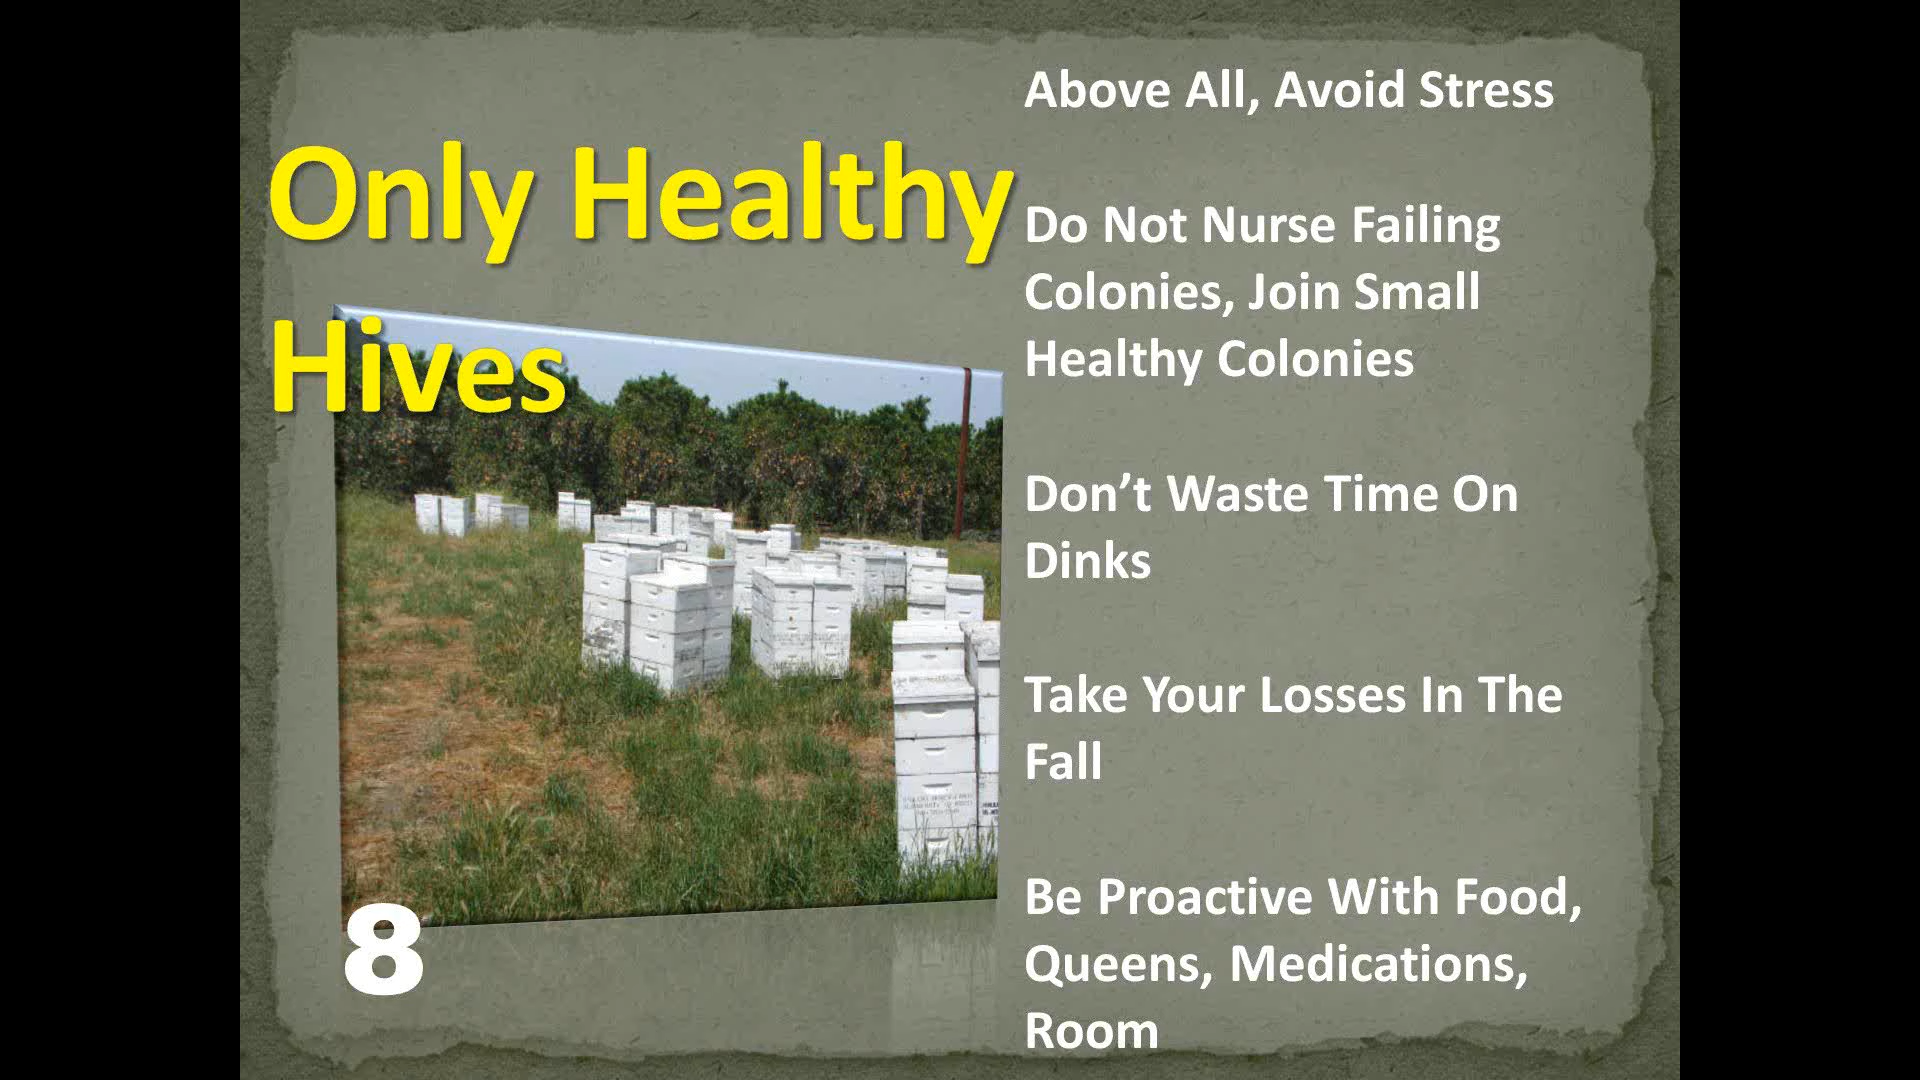 Only Healthy
Hives
Above All, Avoid Stress
Do Not Nurse Failing
Colonies, Join Small
Healthy Colonies
Don’t Waste Time On
Dinks
Take Your Losses In The
Fall
Be Proactive With Food,
Queens, Medications,
Room
8